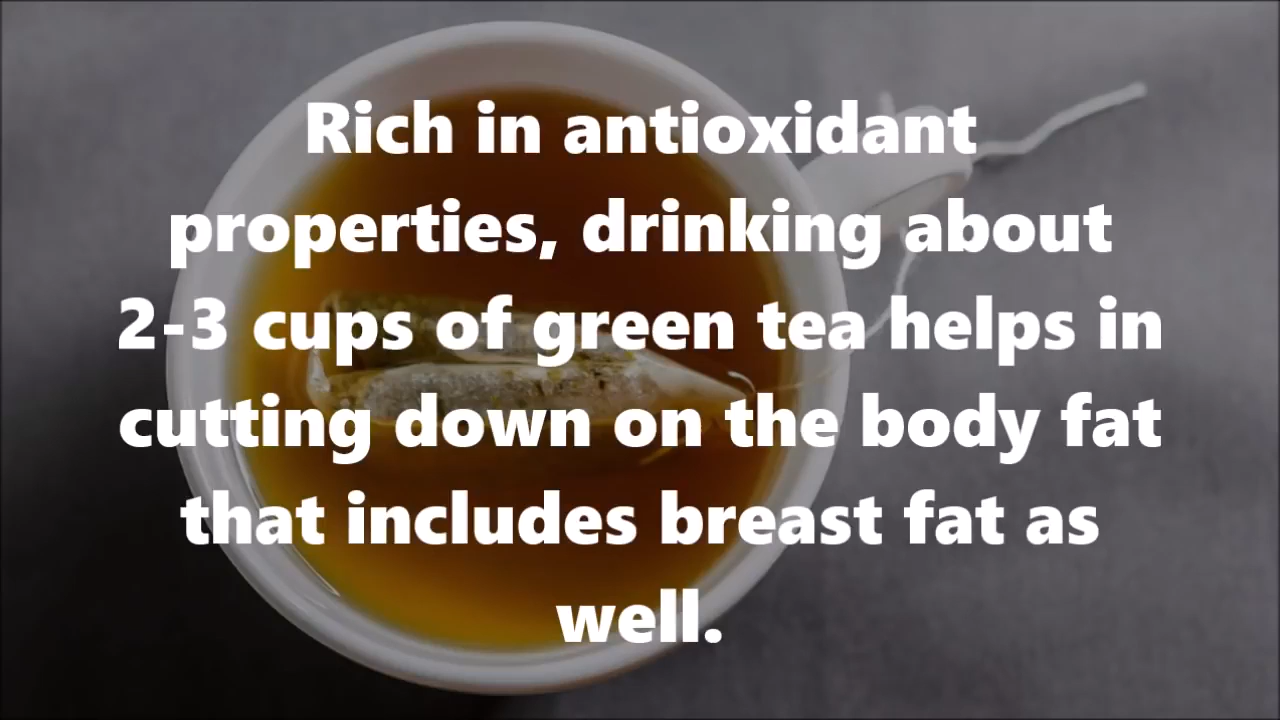 Rich in antioxidant
properties, drinking about
2-3 cups of green tea helps in
cutting down on the body fat
that includes breast fat as
well.